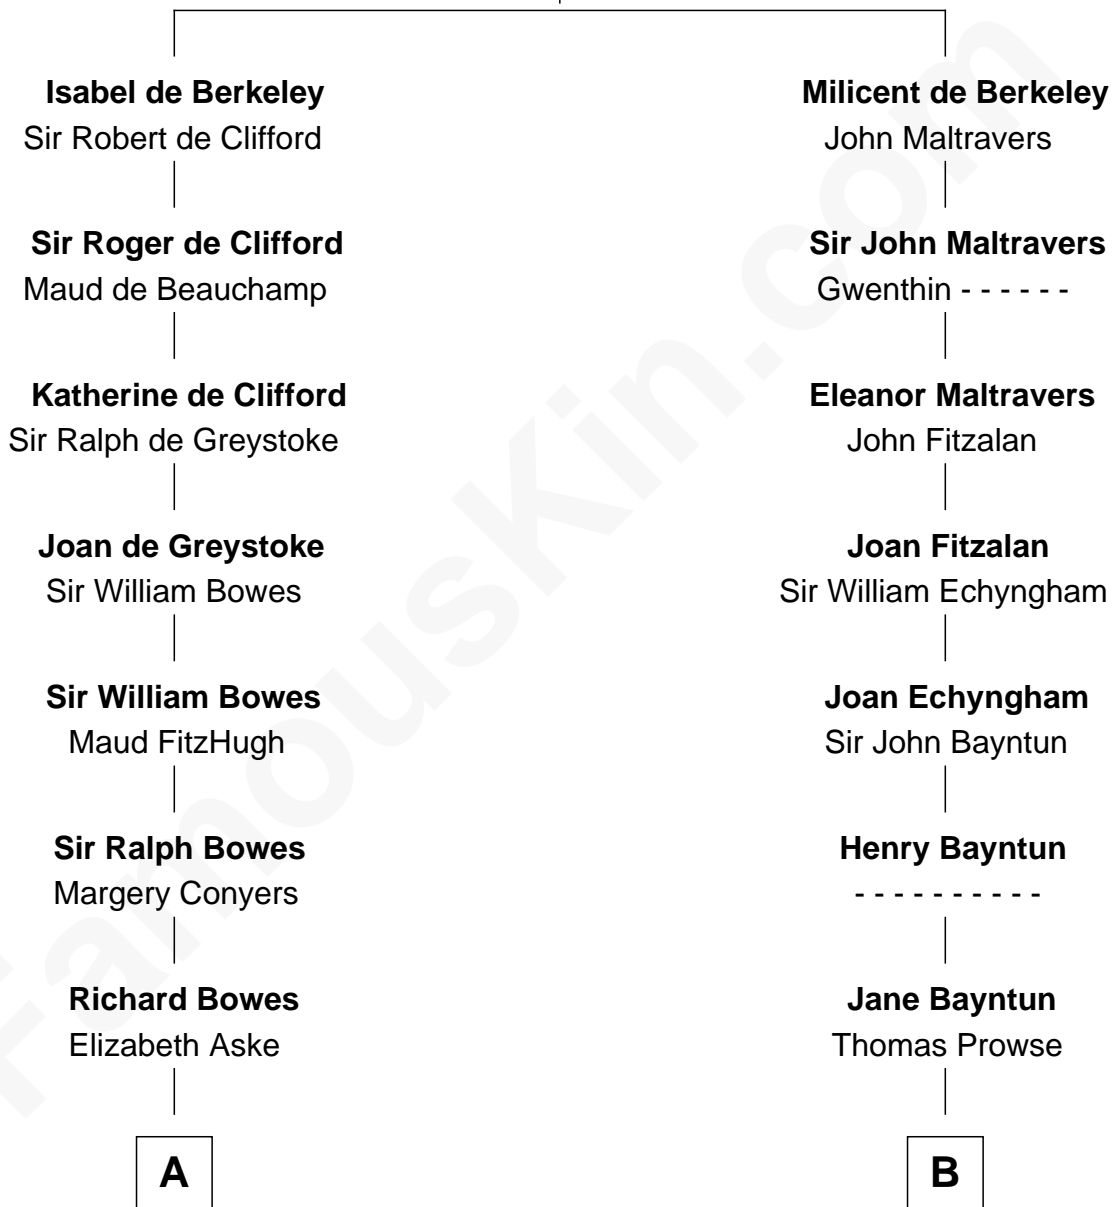 Isabel de Berkeley
Sir Robert de Clifford
Sir Roger de Clifford
Maud de Beauchamp
Katherine de Clifford
Sir Ralph de Greystoke
Joan de Greystoke
Sir William Bowes
Sir William Bowes
Maud FitzHugh
Sir Ralph Bowes
Margery Conyers
Richard Bowes
Elizabeth Aske
A
Milicent de Berkeley
John Maltravers
Sir John Maltravers
Gwenthin - - - - - -
Eleanor Maltravers
John Fitzalan
Joan Fitzalan
Sir William Echyngham
Joan Echyngham
Sir John Bayntun
Henry Bayntun
- - - - - - - - - -
Jane Bayntun
Thomas Prowse
B
FamousKin.com